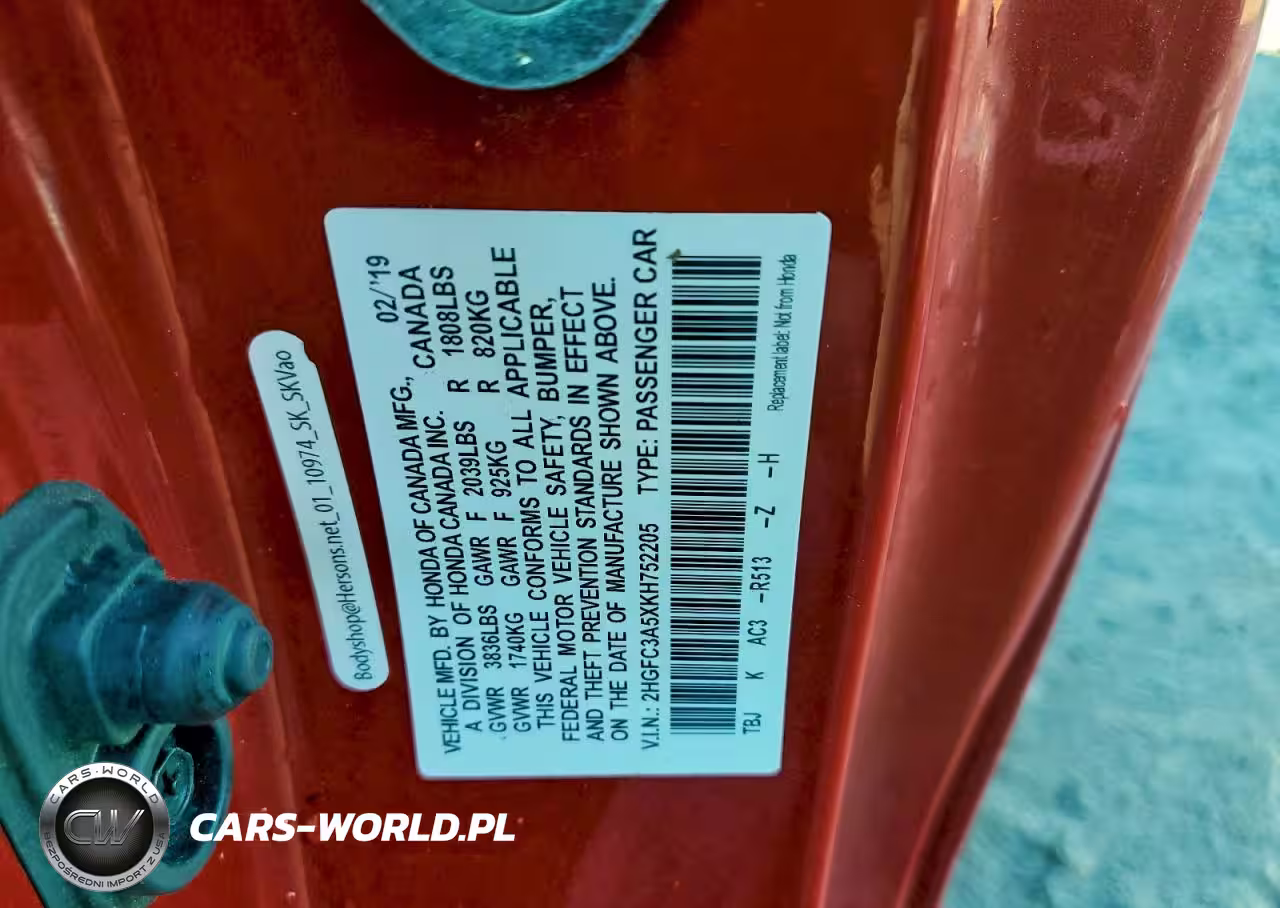 Bodyshop@Hersons.net_01_10974_SK_SKVao
02/'19
VEHICLE MFD. BY HONDA OF CANADA MFG.,
A DIVISION OF HONDA CANADA INC. CANADA
GVWR 3836LBS GAWR F 2039LBS R 1808LBS
GVWR 1740KG GAWR F 925KG R 820KG
THIS VEHICLE CONFORMS TO ALL APPLICABLE
FEDERAL MOTOR VEHICLE SAFETY, BUMPER,
AND THEFT PREVENTION STANDARDS IN EFFECT
ON THE DATE OF MANUFACTURE SHOWN ABOVE.
V.I.N.: 2HGFC3A5XKH752205 TYPE: PASSENGER CAR
TBJ K AC3 -R513 -Z -H
Replacement label: Not from Honda
CARS-WORLD
CW
BEZPOŚREDNI IMPORT Z USA
CARS-WORLD.PL